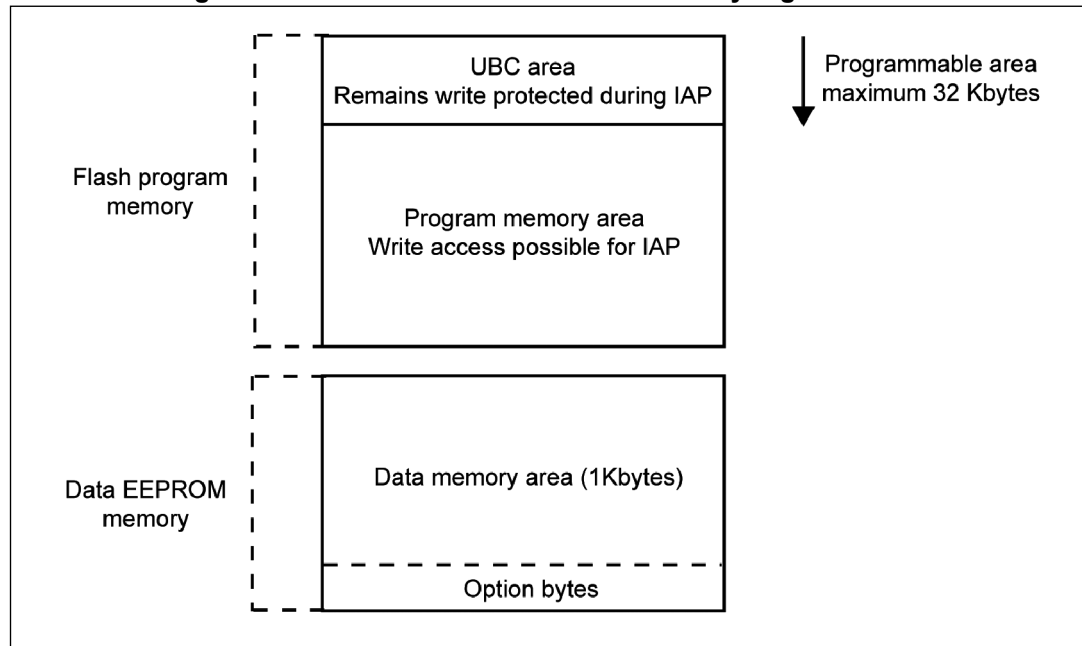 UBC area
Remains write protected during IAP
Programmable area
maximum 32 Kbytes
Flash program
memory
Program memory area
Write access possible for IAP
Data EEPROM
memory
Data memory area (1Kbytes)
Option bytes